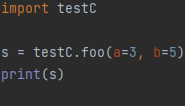 import testC
s = testC.foo(a=3, b=5)
print(s)